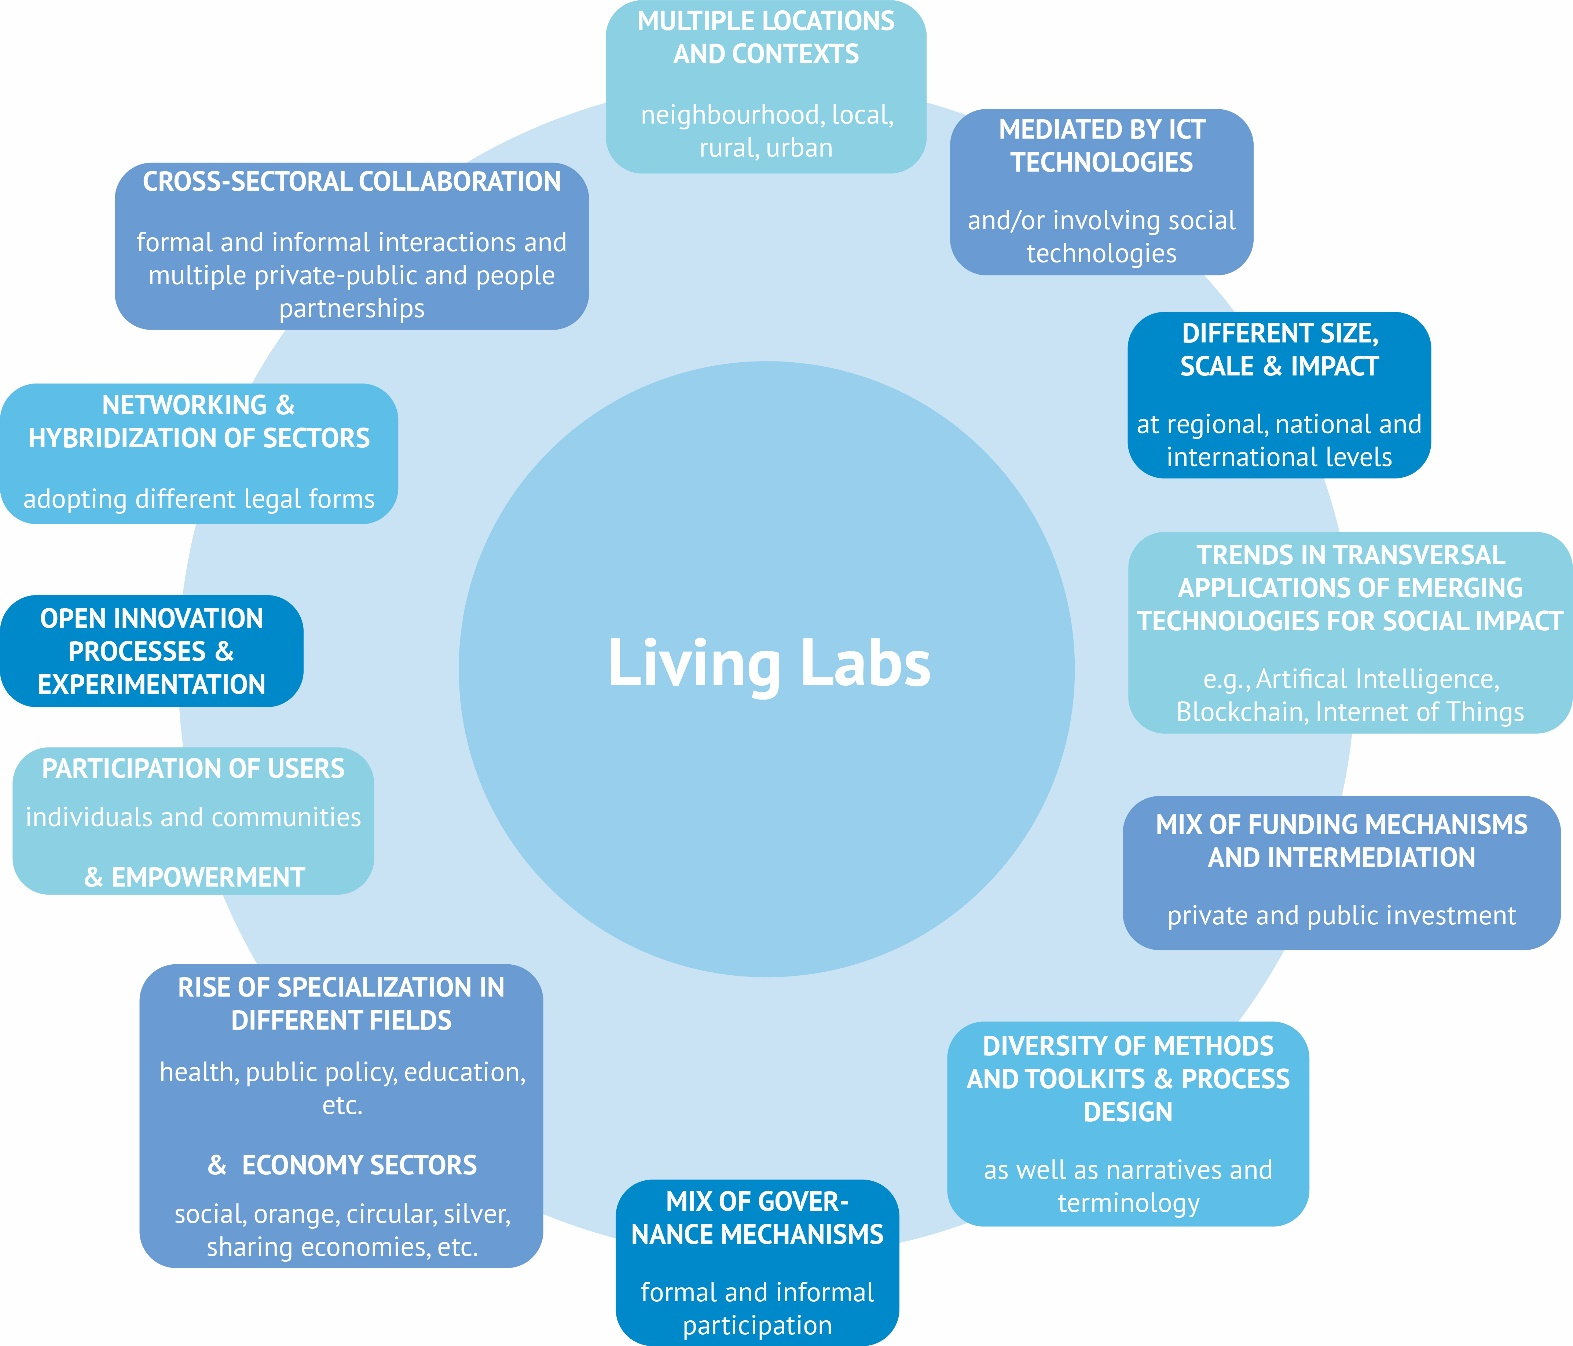 MULTIPLE LOCATIONS
AND CONTEXTS
neighbourhood, local,
rural, urban
MEDIATED BY ICT
TECHNOLOGIES
and/or involving social
technologies
DIFFERENT SIZE,
SCALE & IMPACT
at regional, national and
international levels
TRENDS IN TRANSVERSAL
APPLICATIONS OF EMERGING
TECHNOLOGIES FOR SOCIAL IMPACT
e.g., Artifical Intelligence,
Blockchain, Internet of Things
MIX OF FUNDING MECHANISMS
AND INTERMEDIATION
private and public investment
DIVERSITY OF METHODS
AND TOOLKITS & PROCESS
DESIGN
as well as narratives and
terminology
MIX OF GOVER-
NANCE MECHANISMS
formal and informal
participation
RISE OF SPECIALIZATION IN
DIFFERENT FIELDS
health, public policy, education,
etc.
& ECONOMY SECTORS
social, orange, circular, silver,
sharing economies, etc.
PARTICIPATION OF USERS
individuals and communities
& EMPOWERMENT
OPEN INNOVATION
PROCESSES &
EXPERIMENTATION
NETWORKING &
HYBRIDIZATION OF SECTORS
adopting different legal forms
CROSS-SECTORAL COLLABORATION
formal and informal interactions and
multiple private-public and people
partnerships
Living Labs